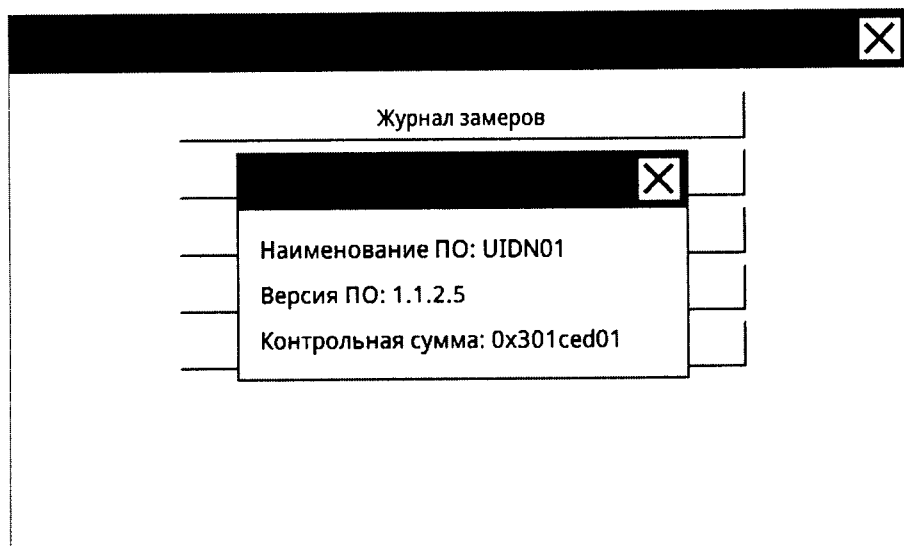 Журнал замеров
Наименование ПО: UIDN01
Версия ПО: 1.1.2.5
Контрольная сумма: 0x301ced01